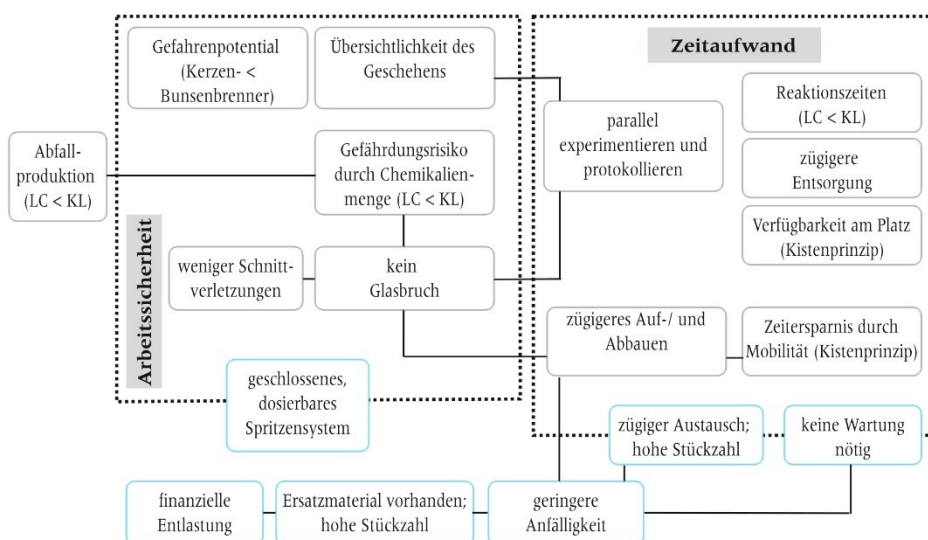 Gefahrenpotential
(Kerzen- <
Bunsenbrenner)
Übersichtlichkeit des
Geschehens
Abfall-
produktion
(LC < KL)
Gefährdungsrisiko
durch Chemikalien-
menge (LC < KL)
Arbeitssicherheit
weniger Schnitt-
verletzungen
kein
Glasbruch
geschlossenes,
dosierbares
Spritzensystem
Zeitaufwand
parallel
experimentieren und
protokollieren
Reaktionszeiten
(LC < KL)
zügigere
Entsorgung
Verfügbarkeit am Platz
(Kistenprinzip)
zügigeres Auf-/ und
Abbauen
Zeitersparnis durch
Mobilität (Kistenprinzip)
zügiger Austausch;
hohe Stückzahl
keine Wartung
nötig
finanzielle
Entlastung
Ersatzmaterial vorhanden;
hohe Stückzahl
geringere
Anfälligkeit